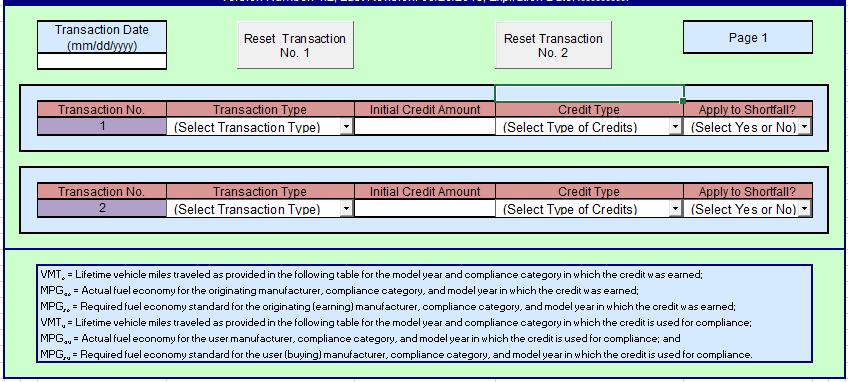 Transaction Date
(mm/dd/yyyy)
Reset Transaction
No. 1
Reset Transaction
No. 2
Page 1
Transaction No. Transaction Type Initial Credit Amount Credit Type Apply to Shortfall?
1 (Select Transaction Type) (Select Type of Credits) (Select Yes or No)
Transaction No. Transaction Type Initial Credit Amount Credit Type Apply to Shortfall?
2 (Select Transaction Type) (Select Type of Credits) (Select Yes or No)
VMT = Lifetime vehicle miles traveled as provided in the following table for the model year and compliance category in which the credit was earned;
MPG = Actual fuel economy for the originating manufacturer, compliance category, and model year in which the credit was earned;
MPG = Required fuel economy standard for the originating (earning) manufacturer, compliance category, and model year in which the credit was earned;
VMT = Lifetime vehicle miles traveled as provided in the following table for the model year and compliance category in which the credit is used for compliance;
MPG = Actual fuel economy for the user manufacturer, compliance category, and model year in which the credit is used for compliance; and
MPG = Required fuel economy standard for the user (buying) manufacturer, compliance category, and model year in which the credit is used for compliance.